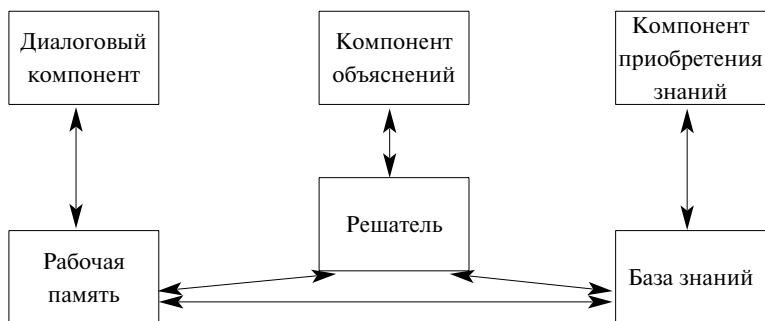 Диалоговый
компонент
Компонент
объяснений
Компонент
приобретения
знаний
Решатель
Рабочая
память
База знаний